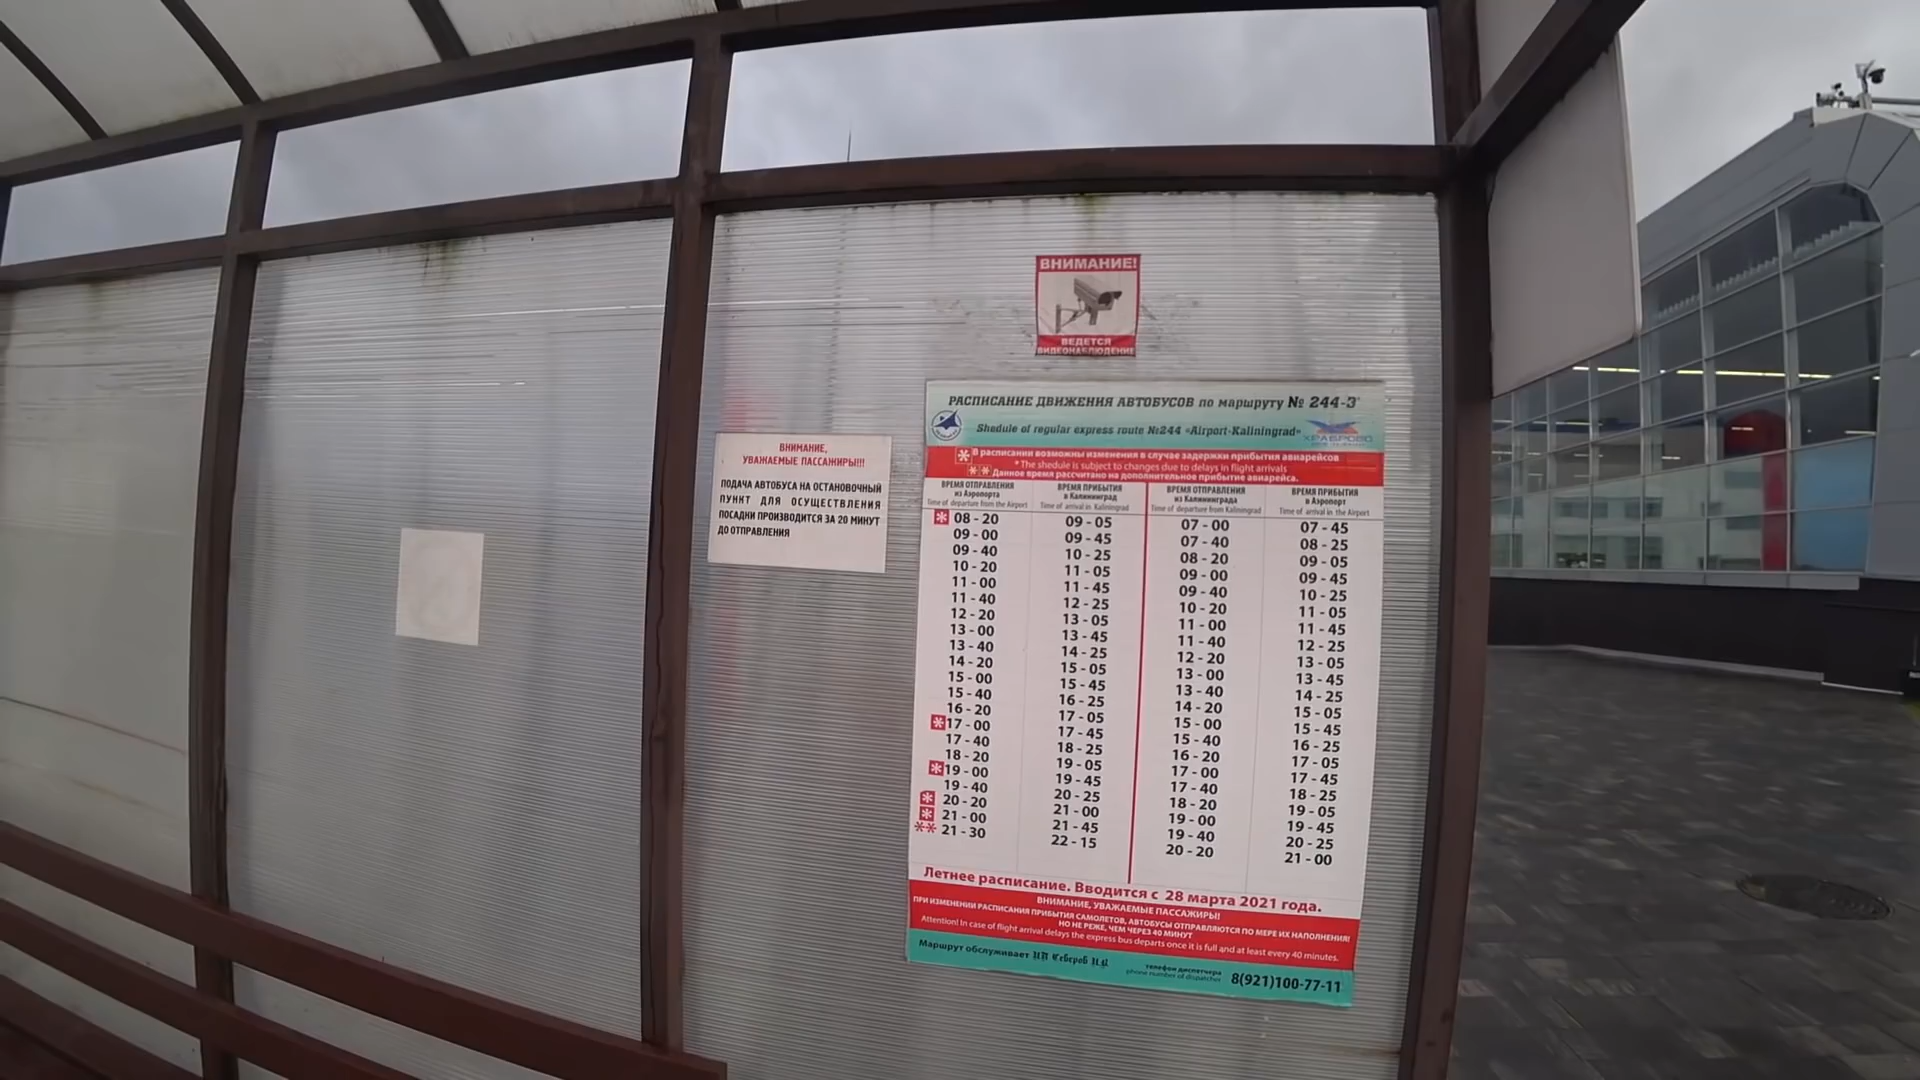 ВНИМАНИЕ!
ВЕДЕТСЯ
ВИДЕОНАБЛЮДЕНИЕ
ВНИМАНИЕ,
УВАЖАЕМЫЕ ПАССАЖИРЫ!!!
ПОДАЧА АВТОБУСА НА ОСТАНОВОЧНЫЙ
ПУНКТ ДЛЯ ОСУЩЕСТВЛЕНИЯ
ПОСАДКИ ПРОИЗВОДИТСЯ ЗА 20 МИНУТ
ДО ОТПРАВЛЕНИЯ
РАСПИСАНИЕ ДВИЖЕНИЯ АВТОБУСОВ по маршруту № 244-Э
Shedule of regular express route №244 «Airport-Kaliningrad»
ХРАБРОВО
* В расписании возможны изменения в случае задержки прибытия авиарейсов
* The shedule is subject to changes due to delays in flight arrivals
** Данное время рассчитано на дополнительное прибытие авиарейса.
ВРЕМЯ ОТПРАВЛЕНИЯ ВРЕМЯ ПРИБЫТИЯ ВРЕМЯ ОТПРАВЛЕНИЯ ВРЕМЯ ПРИБЫТИЯ
из Аэропорта в Калининград из Калининграда в Аэропорт
Time of departure from the Airport Time of arrival in Kaliningrad Time of departure from Kaliningrad Time of arrival in the Airport
* 08 - 20 09 - 05 07 - 00 07 - 45
09 - 00 09 - 45 07 - 40 08 - 25
09 - 40 10 - 25 08 - 20 09 - 05
10 - 20 11 - 05 09 - 00 09 - 45
11 - 00 11 - 45 09 - 40 10 - 25
11 - 40 12 - 25 10 - 20 11 - 05
12 - 20 13 - 05 11 - 00 11 - 45
13 - 00 13 - 45 11 - 40 12 - 25
13 - 40 14 - 25 12 - 20 13 - 05
14 - 20 15 - 05 13 - 00 13 - 45
15 - 00 15 - 45 13 - 40 14 - 25
15 - 40 16 - 25 14 - 20 15 - 05
16 - 20 17 - 05 15 - 00 15 - 45
* 17 - 00 17 - 45 15 - 40 16 - 25
17 - 40 18 - 25 16 - 20 17 - 05
18 - 20 19 - 05 17 - 00 17 - 45
* 19 - 00 19 - 45 17 - 40 18 - 25
19 - 40 20 - 25 18 - 20 19 - 05
* 20 - 20 21 - 00 19 - 00 19 - 45
* 21 - 00 21 - 45 19 - 40 20 - 25
** 21 - 30 22 - 15 20 - 20 21 - 00
Летнее расписание. Вводится с 28 марта 2021 года.
ВНИМАНИЕ, УВАЖАЕМЫЕ ПАССАЖИРЫ!
ПРИ ИЗМЕНЕНИИ РАСПИСАНИЯ ПРИБЫТИЯ САМОЛЕТОВ, АВТОБУСЫ ОТПРАВЛЯЮТСЯ ПО МЕРЕ ИХ НАПОЛНЕНИЯ!
НО НЕ РЕЖЕ, ЧЕМ ЧЕРЕЗ 40 МИНУТ
Attention! In case of flight arrival delays the express bus departs once it is full and at least every 40 minutes.
Маршрут обслуживает ИП Северов И.Я.
телефон диспетчера
phone number of dispatcher 8(921)100-77-11